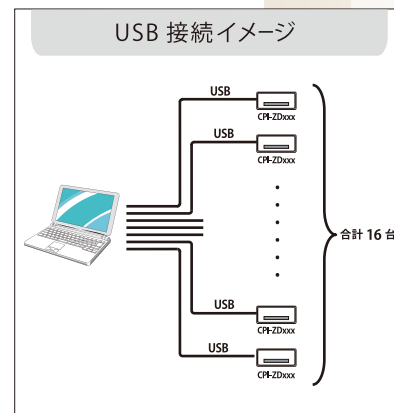 USB 接続イメージ
USB
CPI-ZDxxx
USB
CPI-ZDxxx
合計 16 台
USB
CPI-ZDxxx
USB
CPI-ZDxxx